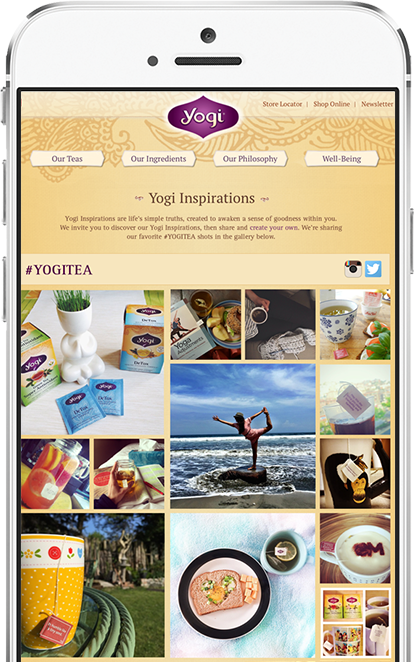 Yogi
Store Locator | Shop Online | Newsletter
Our Teas
Our Ingredients
Our Philosophy
Well-Being
Yogi Inspirations
Yogi Inspirations are life's simple truths, created to awaken a sense of goodness within you.
We invite you to discover our Yogi Inspirations, then share and create your own. We're sharing
our favorite #YOGITEA shots in the gallery below.
#YOGITEA
Yogi
Yogi
DeTox
DeTox
DeTox
Yoga